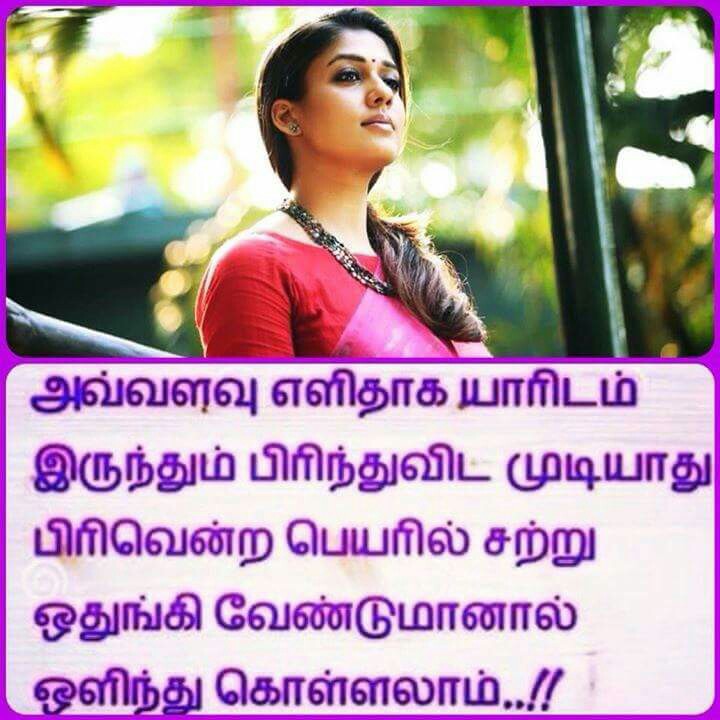 அவ்வளவு எளிதாக யாரிடம்
இருந்தும் பிரிந்துவிட முடியாது
பிரிவென்ற பெயரில் சற்று
ஒதுங்கி வேண்டுமானால்
ஒளிந்து கொள்ளலாம்..!!